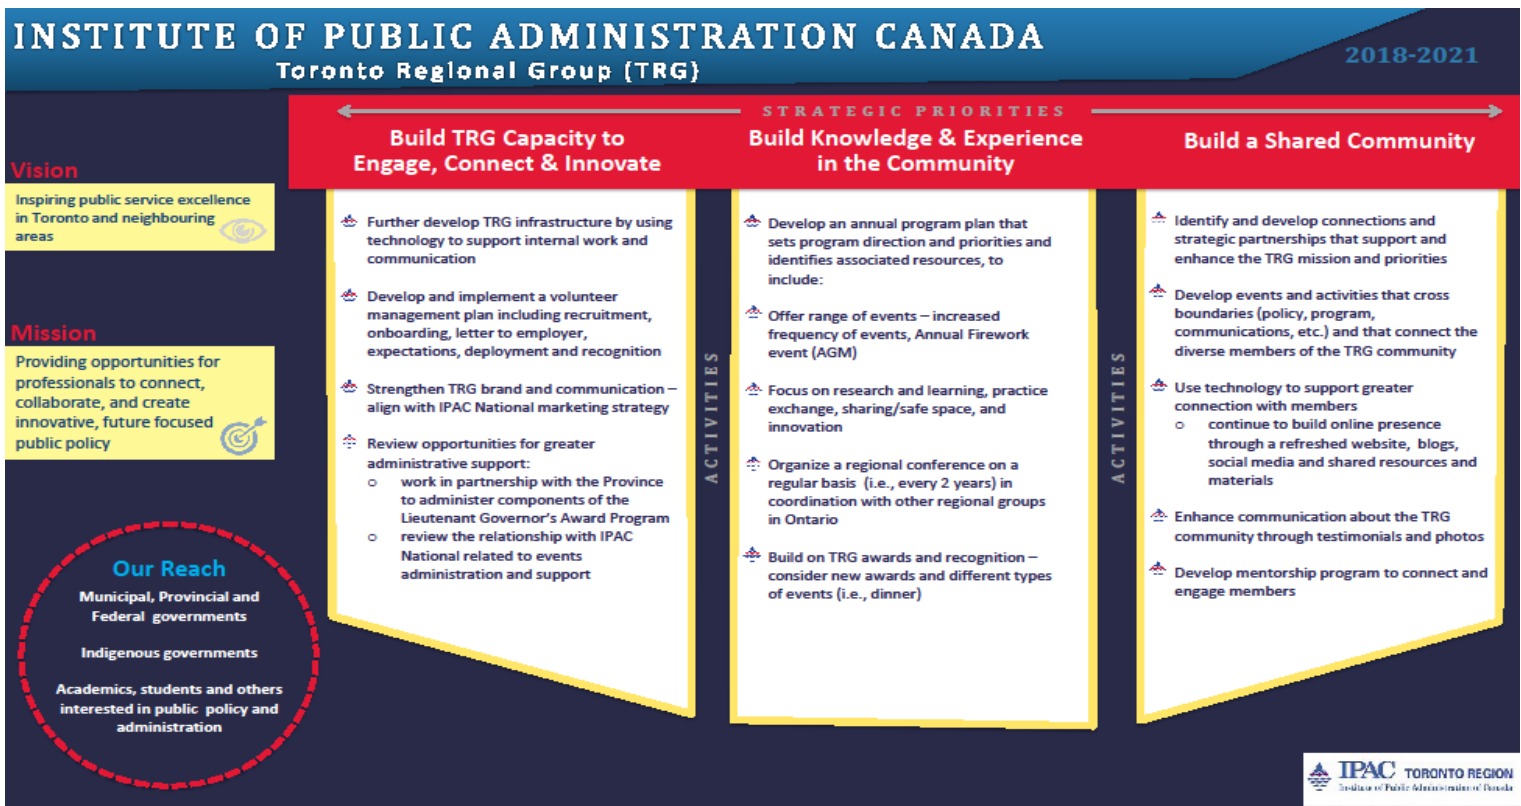 INSTITUTE OF PUBLIC ADMINISTRATION CANADA
Toronto Regional Group (TRG)
2018-2021
STRATEGIC PRIORITIES
Build TRG Capacity to
Engage, Connect & Innovate
Build Knowledge & Experience
in the Community
Build a Shared Community
Vision
Inspiring public service excellence
in Toronto and neighbouring
areas
Mission
Providing opportunities for
professionals to connect,
collaborate, and create
innovative, future focused
public policy
Our Reach
Municipal, Provincial and
Federal governments
Indigenous governments
Academics, students and others
interested in public policy and
administration
Further develop TRG infrastructure by using
technology to support internal work and
communication
Develop and implement a volunteer
management plan including recruitment,
onboarding, letter to employer,
expectations, deployment and recognition
Strengthen TRG brand and communication –
align with IPAC National marketing strategy
Review opportunities for greater
administrative support:
o work in partnership with the Province
to administer components of the
Lieutenant Governor's Award Program
o review the relationship with IPAC
National related to events
administration and support
ACTIVITIES
Develop an annual program plan that
sets program direction and priorities and
identifies associated resources, to
include:
Offer range of events – increased
frequency of events, Annual Firework
event (AGM)
Focus on research and learning, practice
exchange, sharing/safe space, and
innovation
Organize a regional conference on a
regular basis (i.e., every 2 years) in
coordination with other regional groups
in Ontario
Build on TRG awards and recognition –
consider new awards and different types
of events (i.e., dinner)
ACTIVITIES
Identify and develop connections and
strategic partnerships that support and
enhance the TRG mission and priorities
Develop events and activities that cross
boundaries (policy, program,
communications, etc.) and that connect the
diverse members of the TRG community
Use technology to support greater
connection with members
o continue to build online presence
through a refreshed website, blogs,
social media and shared resources and
materials
Enhance communication about the TRG
community through testimonials and photos
Develop mentorship program to connect and
engage members
IPAC TORONTO REGION
Institute of Public Administration of Canada